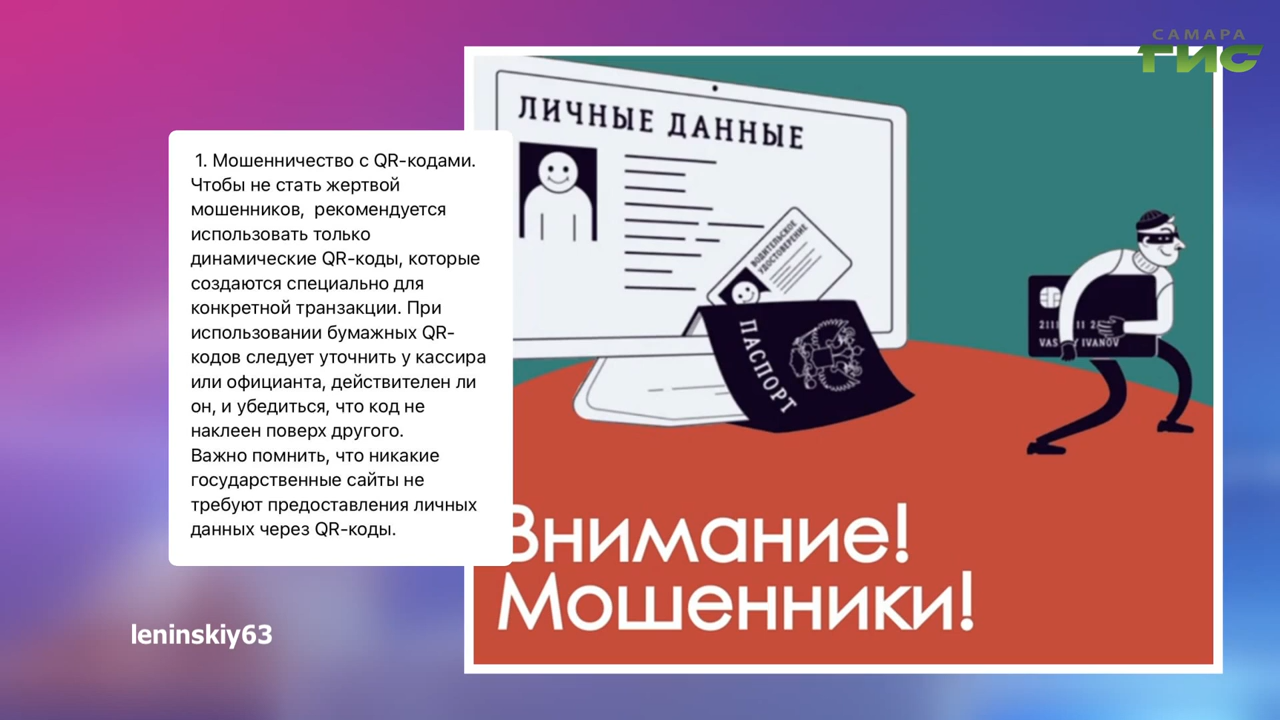 САМАРА
ГИС
1. Мошенничество с QR-кодами.
Чтобы не стать жертвой
мошенников, рекомендуется
использовать только
динамические QR-коды, которые
создаются специально для
конкретной транзакции. При
использовании бумажных QR-
кодов следует уточнить у кассира
или официанта, действителен ли
он, и убедиться, что код не
наклеен поверх другого.
Важно помнить, что никакие
государственные сайты не
требуют предоставления личных
данных через QR-коды.
ЛИЧНЫЕ ДАННЫЕ
ВОДИТЕЛЬСКОЕ
УДОСТОВЕРЕНИЕ
ПАСПОРТ
IVANOV
Внимание!
Мошенники!
leninskiy63